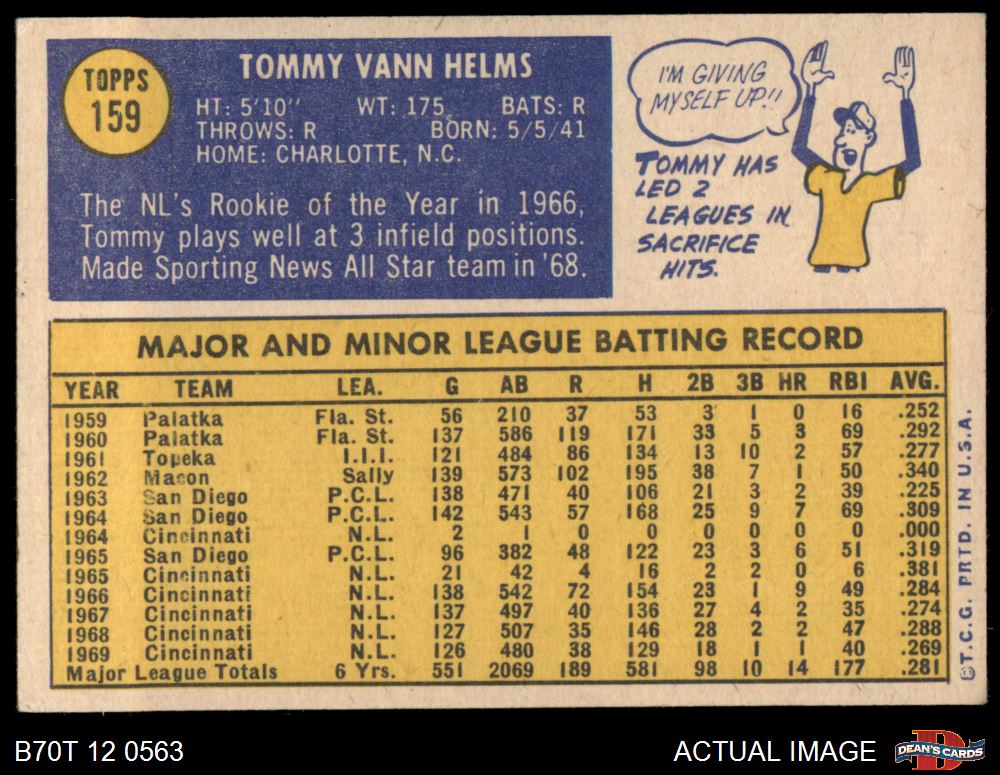 TOPPS
159
TOMMY VANN HELMS
HT: 5'10" WT: 175 BATS: R
THROWS: R BORN: 5/5/41
HOME: CHARLOTTE, N.C.
The NL's Rookie of the Year in 1966,
Tommy plays well at 3 infield positions.
Made Sporting News All Star team in '68.
I'M GIVING
MYSELF UP!!
TOMMY HAS
LED 2
LEAGUES IN
SACRIFICE
HITS.
MAJOR AND MINOR LEAGUE BATTING RECORD
YEAR TEAM LEA. G AB R H 2B 3B HR RBI AVG.
1959 Palatka Fla. St. 56 210 37 53 3 1 0 16 .252
1960 Palatka Fla. St. 137 586 119 171 33 5 3 69 .292
1961 Topeka I.I.I. 121 484 86 134 13 10 2 57 .277
1962 Macon Sally 139 573 102 195 38 7 1 50 .340
1963 San Diego P.C.L. 138 471 40 106 21 3 2 39 .225
1964 San Diego P.C.L. 142 543 57 168 25 9 7 69 .309
1964 Cincinnati N.L. 2 1 0 0 0 0 0 0 .000
1965 San Diego P.C.L. 96 382 48 122 23 3 6 51 .319
1965 Cincinnati N.L. 21 42 4 16 2 2 0 6 .381
1966 Cincinnati N.L. 138 542 72 154 23 1 9 49 .284
1967 Cincinnati N.L. 137 497 40 136 27 4 2 35 .274
1968 Cincinnati N.L. 127 507 35 146 28 2 2 47 .288
1969 Cincinnati N.L. 126 480 38 129 18 1 1 40 .269
Major League Totals 6 Yrs. 551 2069 189 581 98 10 14 177 .281
©T.C.G. PRTD. IN U.S.A.
B70T 12 0563
ACTUAL IMAGE
DEAN'S CARDS